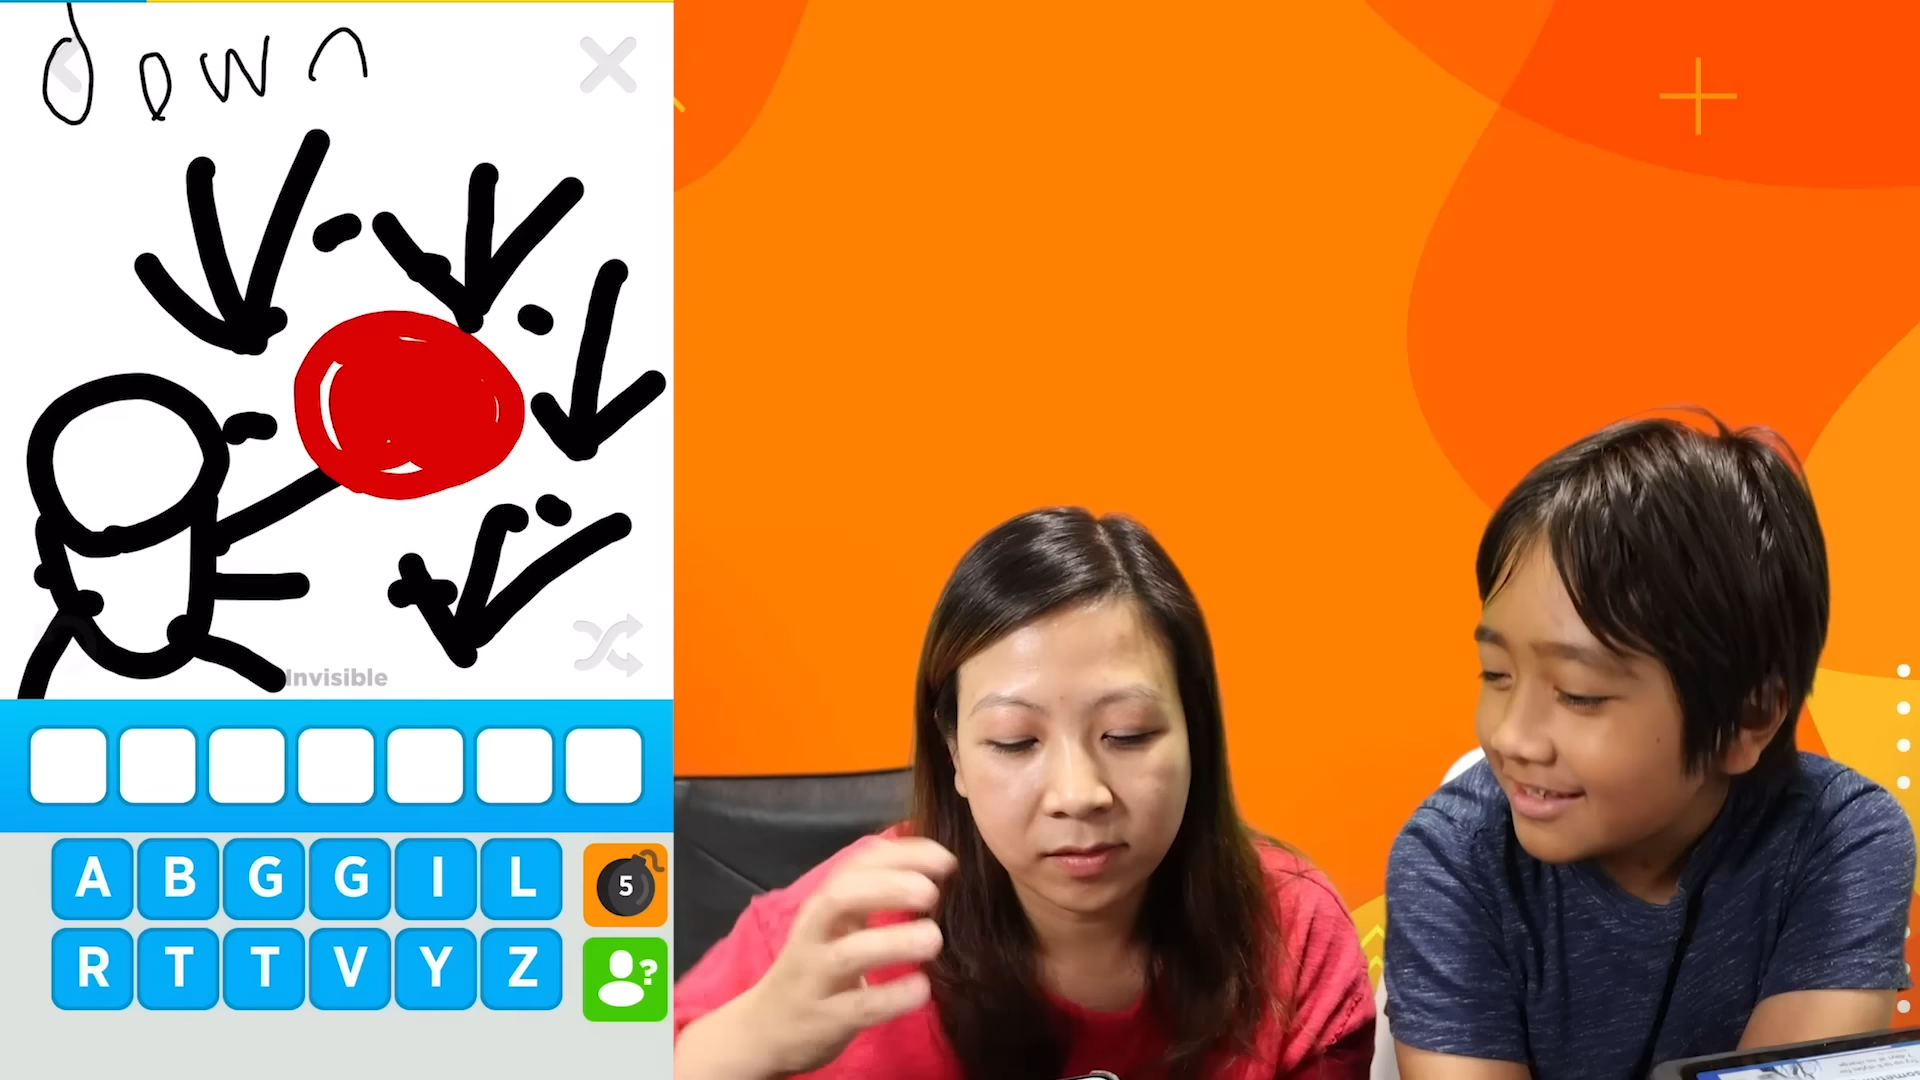 down
Invisible
A B G G I L
5
R T T V Y Z
?